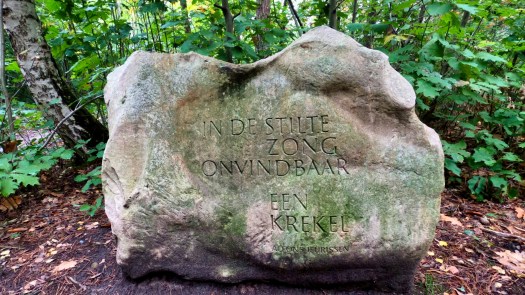 IN DE STILTE
ZONG
ONVINDBAAR
EEN
KREKEL